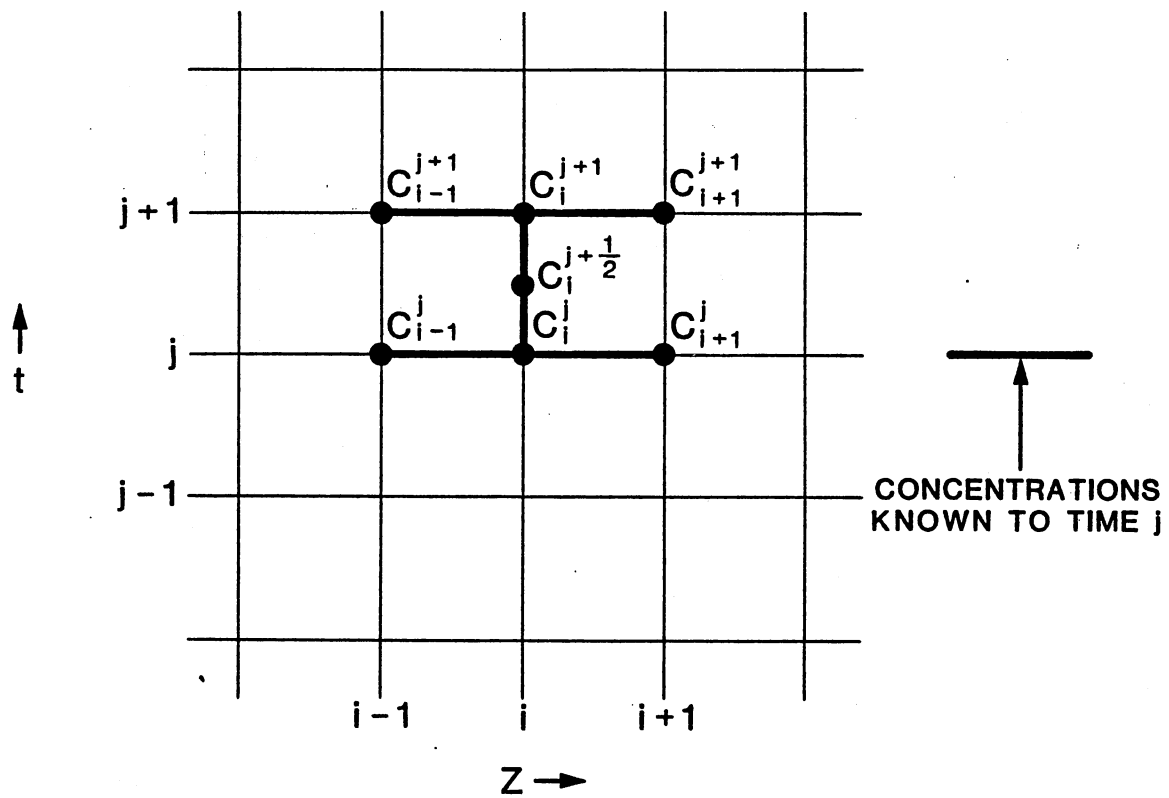 C_{i-1}^{j+1} C_i^{j+1} C_{i+1}^{j+1}
j+1
C_i^{j+\frac{1}{2}}
C_{i-1}^j C_i^j C_{i+1}^j
j
t
j-1
CONCENTRATIONS
KNOWN TO TIME j
i-1 i i+1
Z